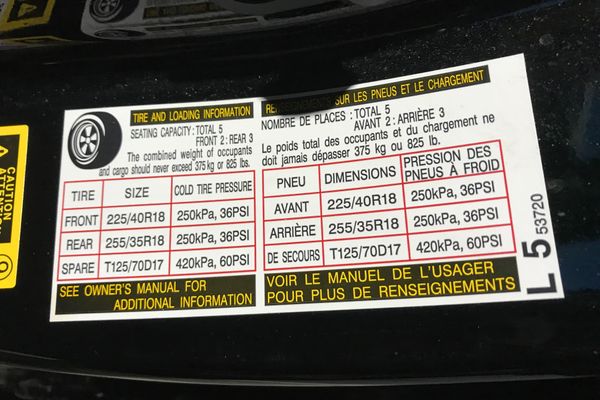 TIRE AND LOADING INFORMATION
SEATING CAPACITY: TOTAL 5
FRONT 2: REAR 3
The combined weight of occupants
and cargo should never exceed 375 kg or 825 lbs.
TIRE SIZE COLD TIRE PRESSURE
FRONT 225/40R18 250kPa, 36PSI
REAR 255/35R18 250kPa, 36PSI
SPARE T125/70D17 420kPa, 60PSI
SEE OWNER'S MANUAL FOR
ADDITIONAL INFORMATION
RENSEIGNEMENTS SUR LES PNEUS ET LE CHARGEMENT
NOMBRE DE PLACES : TOTAL 5
AVANT 2 : ARRIÈRE 3
Le poids total des occupants et du chargement ne
doit jamais dépasser 375 kg ou 825 lb.
PNEU DIMENSIONS PRESSION DES
PNEUS À FROID
AVANT 225/40R18 250kPa, 36PSI
ARRIÈRE 255/35R18 250kPa, 36PSI
DE SECOURS T125/70D17 420kPa, 60PSI
VOIR LE MANUEL DE L'USAGER
POUR PLUS DE RENSEIGNEMENTS
L 5 53720
CAUTION
ATTENTION